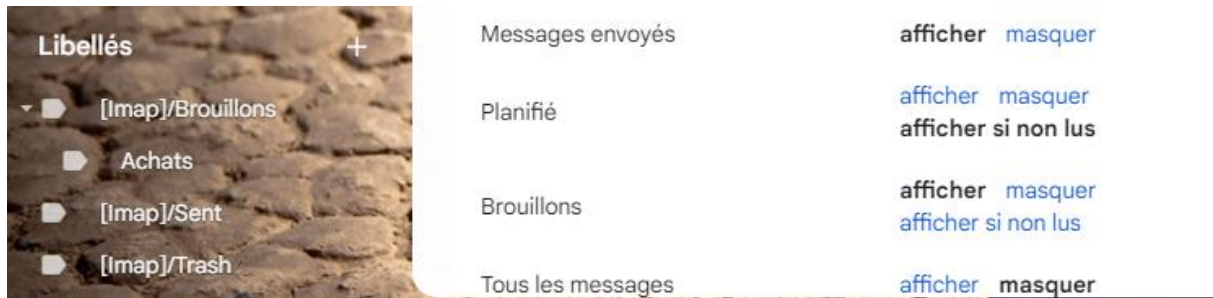 Libellés +
[Imap]/Brouillons
Achats
[Imap]/Sent
[Imap]/Trash
Messages envoyés afficher masquer
Planifié afficher masquer
afficher si non lus
Brouillons afficher masquer
afficher si non lus
Tous les messages afficher masquer